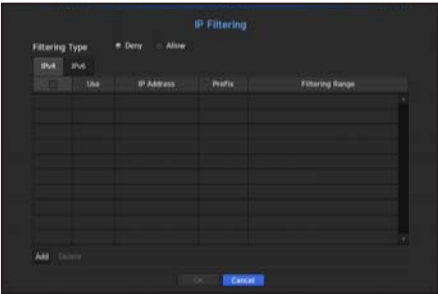 IP Filtering
Filtering Type Deny Allow
IPv4 IPv6
Use IP Address Prefix Filtering Range
Add Delete
OK Cancel